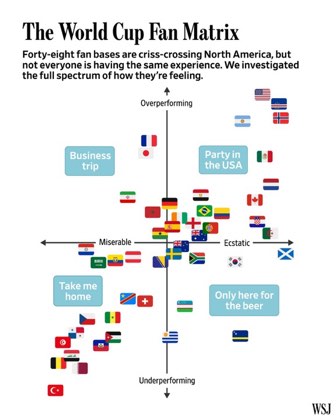 The World Cup Fan Matrix
Forty-eight fan bases are criss-crossing North America, but
not everyone is having the same experience. We investigated
the full spectrum of how they're feeling.
Overperforming
Business
trip
Party in
the USA
Miserable
Ecstatic
Take me
home
Only here for
the beer
Underperforming
WSJ